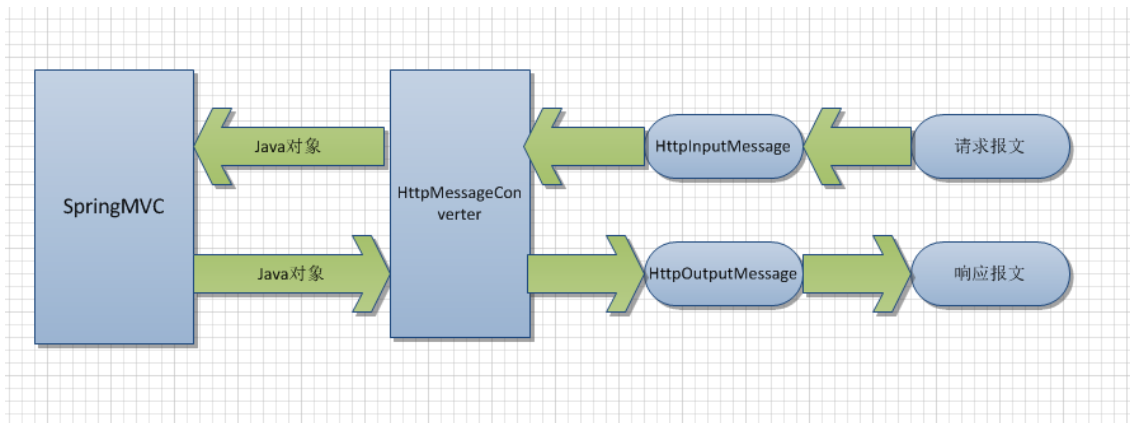 SpringMVC
Java对象
HttpMessageCon
verter
HttpInputMessage
请求报文
Java对象
HttpOutputMessage
响应报文